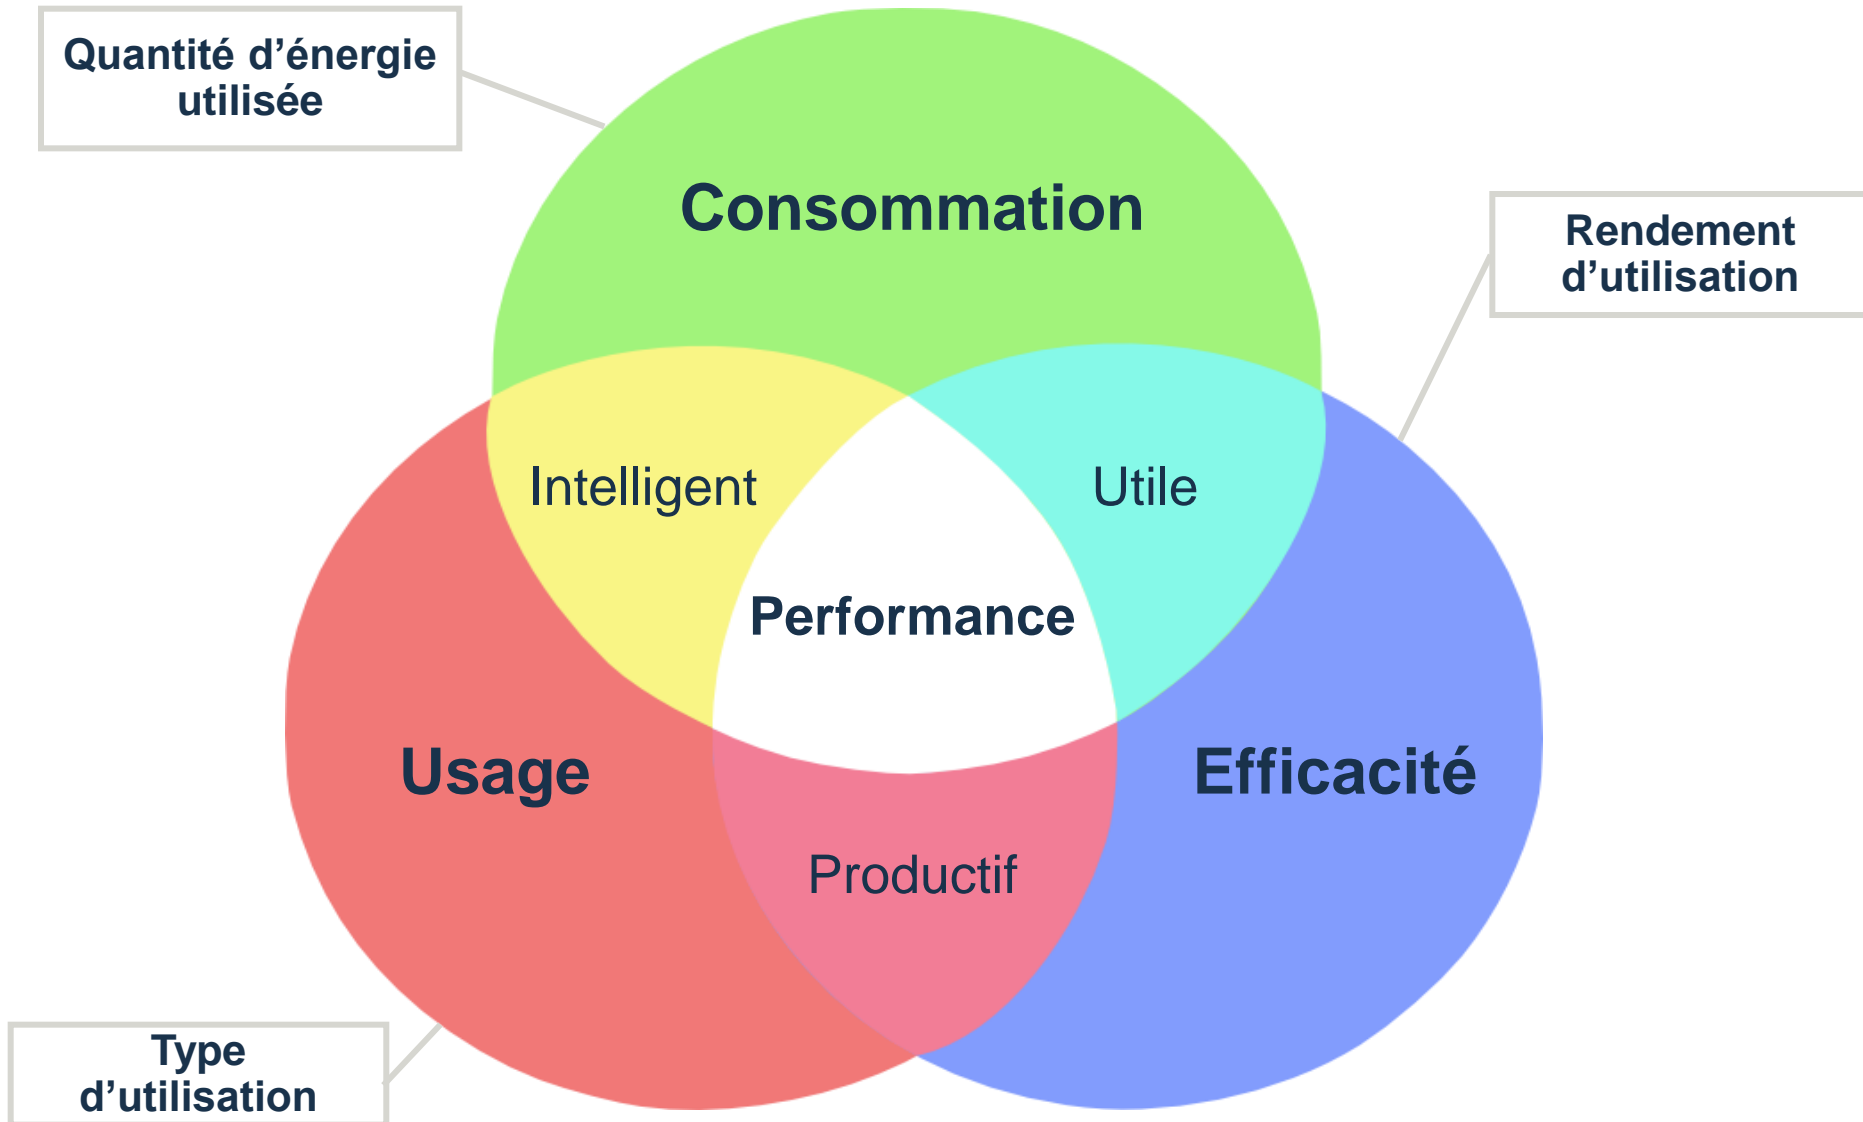 Quantité d’énergie
utilisée
Consommation
Rendement
d’utilisation
Intelligent
Utile
Performance
Usage
Efficacité
Productif
Type
d’utilisation